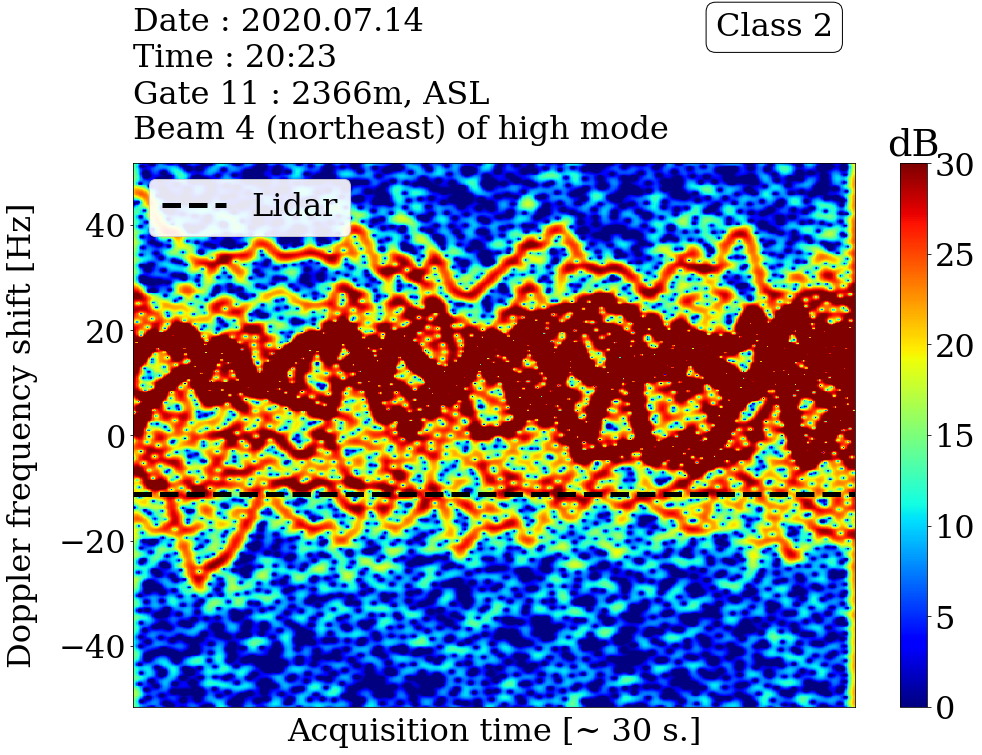 Date : 2020.07.14
Time : 20:23
Gate 11 : 2366m, ASL
Beam 4 (northeast) of high mode
Class 2
dB
Lidar
Doppler frequency shift [Hz]
40
20
0
−20
−40
Acquisition time [~ 30 s.]
30
25
20
15
10
5
0